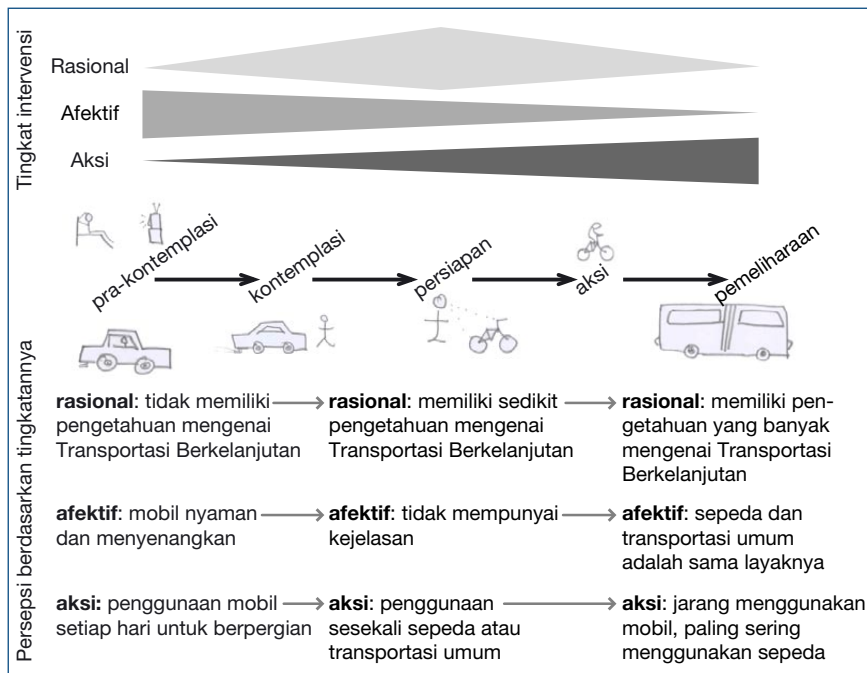 Tingkat intervensi
Rasional
Afektif
Aksi
pra-kontemplasi
kontemplasi
persiapan
aksi
pemeliharaan
Persepsi berdasarkan tingkatannya
rasional: tidak memiliki
pengetahuan mengenai
Transportasi Berkelanjutan
rasional: memiliki sedikit
pengetahuan mengenai
Transportasi Berkelanjutan
rasional: memiliki pen-
getahuan yang banyak
mengenai Transportasi
Berkelanjutan
afektif: mobil nyaman
dan menyenangkan
afektif: tidak mempunyai
kejelasan
afektif: sepeda dan
transportasi umum
adalah sama layaknya
aksi: penggunaan mobil
setiap hari untuk berpergian
aksi: penggunaan
sesekali sepeda atau
transportasi umum
aksi: jarang menggunakan
mobil, paling sering
menggunakan sepeda